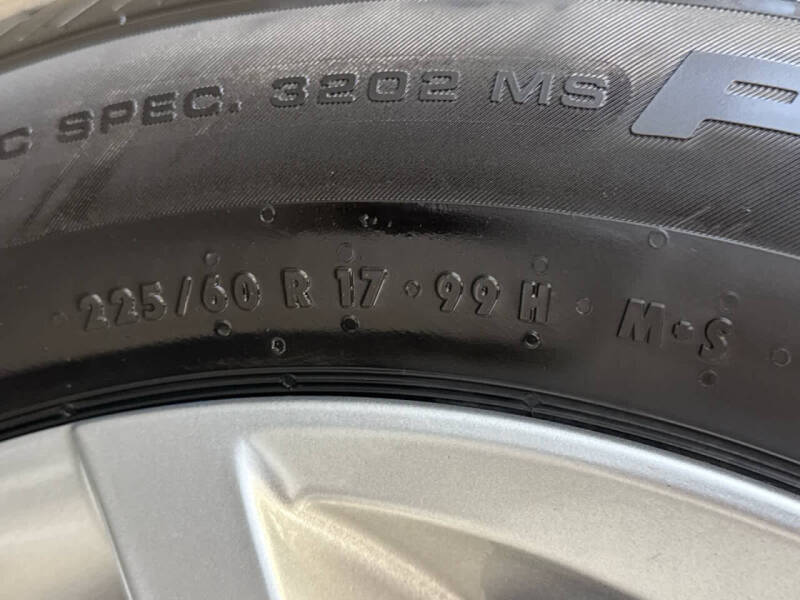 C SPEC. 3202 MS P
225/60 R 17 • 99 H M•S